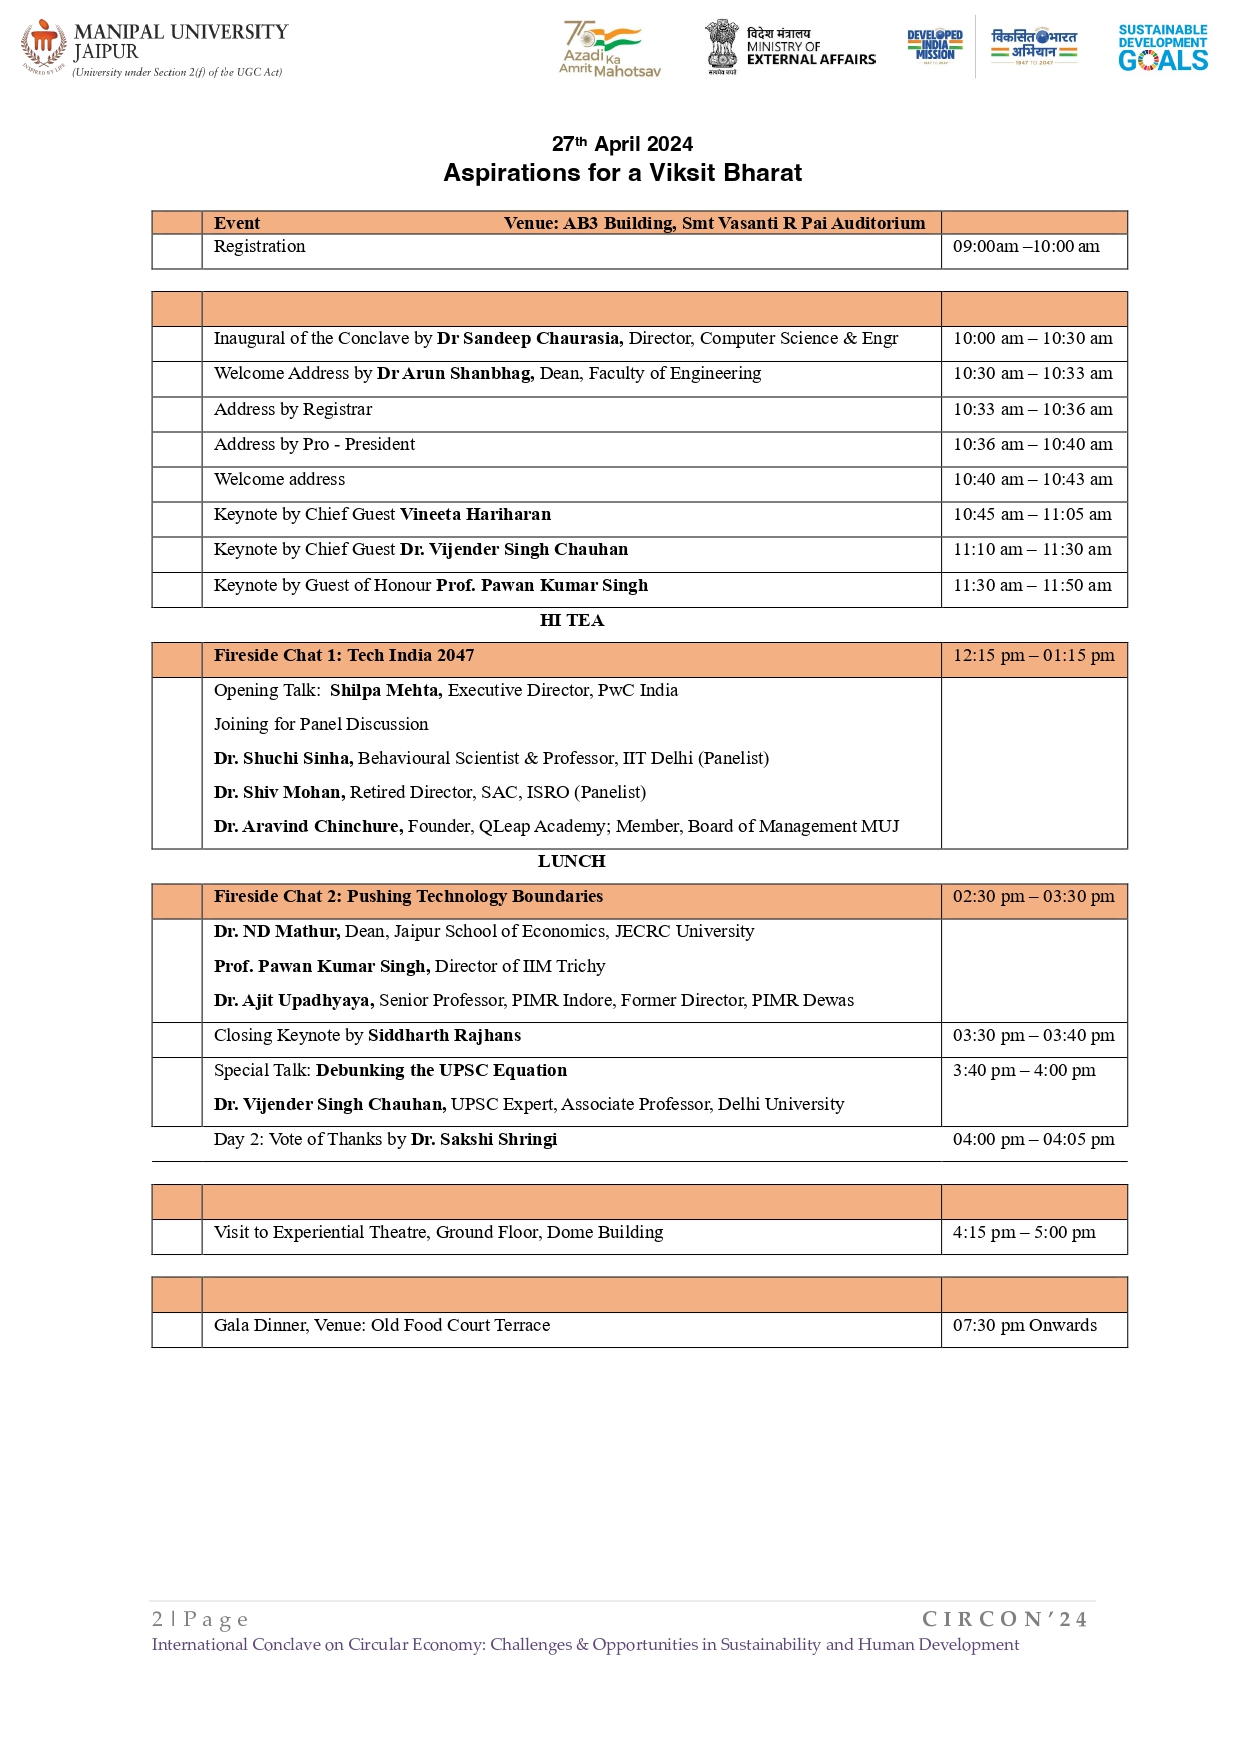 MANIPAL UNIVERSITY
JAIPUR
(University under Section 2(f) of the UGC Act)
INSPIRED BY LIFE
75
Azadi Ka
Amrit Mahotsav
विदेश मंत्रालय
MINISTRY OF
EXTERNAL AFFAIRS
सत्यमेव जयते
DEVELOPED
INDIA
MISSION
विकसित भारत
अभियान
1947 TO 2047
SUSTAINABLE
DEVELOPMENT
GOALS
27th April 2024
Aspirations for a Viksit Bharat
Event Venue: AB3 Building, Smt Vasanti R Pai Auditorium
Registration 09:00am –10:00 am
Inaugural of the Conclave by Dr Sandeep Chaurasia, Director, Computer Science & Engr 10:00 am – 10:30 am
Welcome Address by Dr Arun Shanbhag, Dean, Faculty of Engineering 10:30 am – 10:33 am
Address by Registrar 10:33 am – 10:36 am
Address by Pro - President 10:36 am – 10:40 am
Welcome address 10:40 am – 10:43 am
Keynote by Chief Guest Vineeta Hariharan 10:45 am – 11:05 am
Keynote by Chief Guest Dr. Vijender Singh Chauhan 11:10 am – 11:30 am
Keynote by Guest of Honour Prof. Pawan Kumar Singh 11:30 am – 11:50 am
HI TEA
Fireside Chat 1: Tech India 2047 12:15 pm – 01:15 pm
Opening Talk: Shilpa Mehta, Executive Director, PwC India
Joining for Panel Discussion
Dr. Shuchi Sinha, Behavioural Scientist & Professor, IIT Delhi (Panelist)
Dr. Shiv Mohan, Retired Director, SAC, ISRO (Panelist)
Dr. Aravind Chinchure, Founder, QLeap Academy; Member, Board of Management MUJ
LUNCH
Fireside Chat 2: Pushing Technology Boundaries 02:30 pm – 03:30 pm
Dr. ND Mathur, Dean, Jaipur School of Economics, JECRC University
Prof. Pawan Kumar Singh, Director of IIM Trichy
Dr. Ajit Upadhyaya, Senior Professor, PIMR Indore, Former Director, PIMR Dewas
Closing Keynote by Siddharth Rajhans 03:30 pm – 03:40 pm
Special Talk: Debunking the UPSC Equation 3:40 pm – 4:00 pm
Dr. Vijender Singh Chauhan, UPSC Expert, Associate Professor, Delhi University
Day 2: Vote of Thanks by Dr. Sakshi Shringi 04:00 pm – 04:05 pm
Visit to Experiential Theatre, Ground Floor, Dome Building 4:15 pm – 5:00 pm
Gala Dinner, Venue: Old Food Court Terrace 07:30 pm Onwards
2 | Page CIRCON’24
International Conclave on Circular Economy: Challenges & Opportunities in Sustainability and Human Development